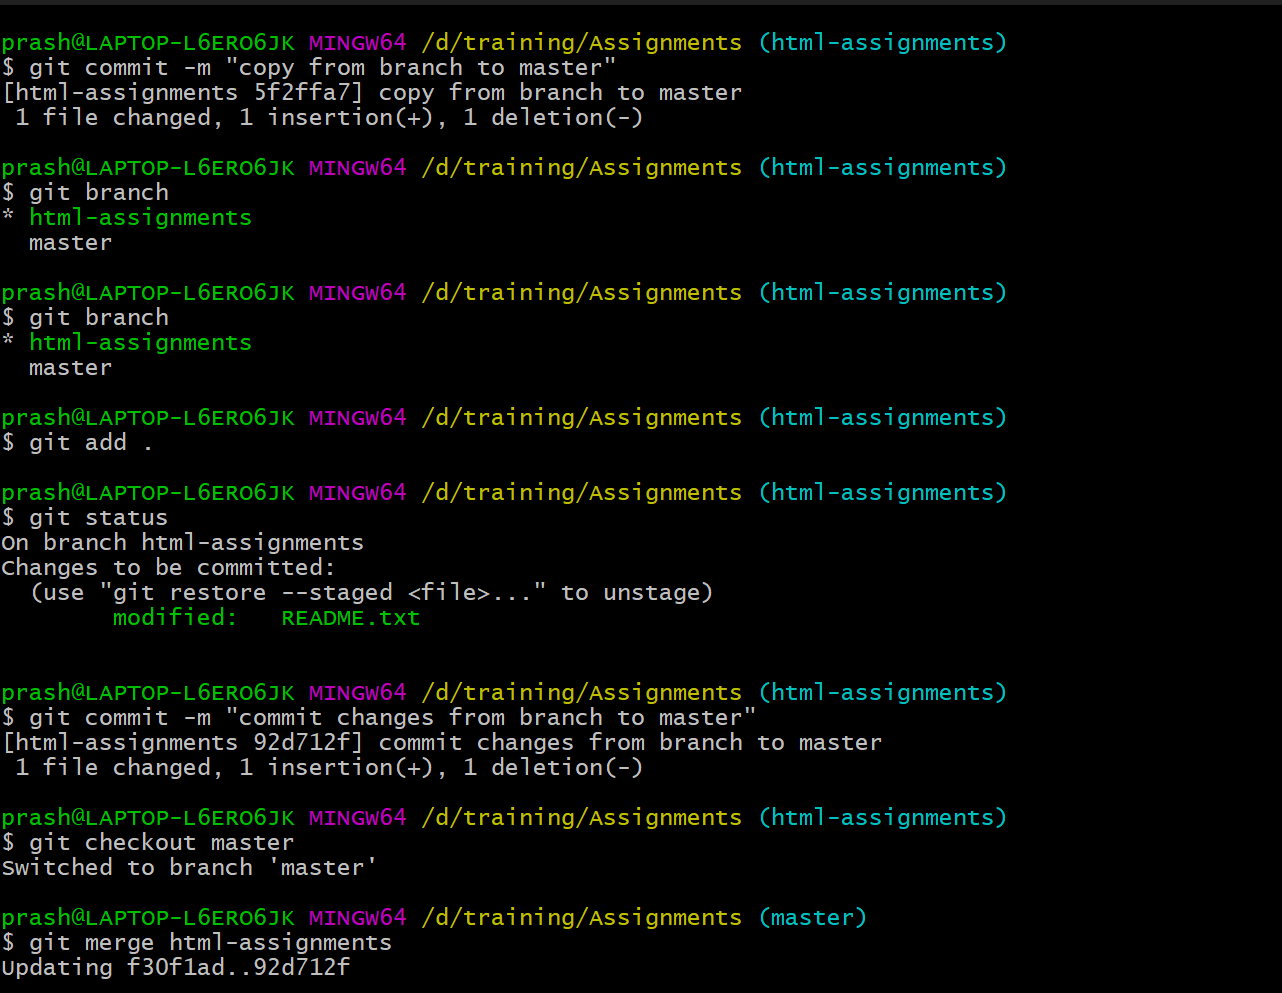 prash@LAPTOP-L6ERO6JK MINGW64 /d/training/Assignments (html-assignments)
$ git commit -m "copy from branch to master"
[html-assignments 5f2ffa7] copy from branch to master
 1 file changed, 1 insertion(+), 1 deletion(-)

prash@LAPTOP-L6ERO6JK MINGW64 /d/training/Assignments (html-assignments)
$ git branch
* html-assignments
  master

prash@LAPTOP-L6ERO6JK MINGW64 /d/training/Assignments (html-assignments)
$ git branch
* html-assignments
  master

prash@LAPTOP-L6ERO6JK MINGW64 /d/training/Assignments (html-assignments)
$ git add .

prash@LAPTOP-L6ERO6JK MINGW64 /d/training/Assignments (html-assignments)
$ git status
On branch html-assignments
Changes to be committed:
  (use "git restore --staged <file>..." to unstage)
        modified:   README.txt

prash@LAPTOP-L6ERO6JK MINGW64 /d/training/Assignments (html-assignments)
$ git commit -m "commit changes from branch to master"
[html-assignments 92d712f] commit changes from branch to master
 1 file changed, 1 insertion(+), 1 deletion(-)

prash@LAPTOP-L6ERO6JK MINGW64 /d/training/Assignments (html-assignments)
$ git checkout master
Switched to branch 'master'

prash@LAPTOP-L6ERO6JK MINGW64 /d/training/Assignments (master)
$ git merge html-assignments
Updating f30f1ad..92d712f